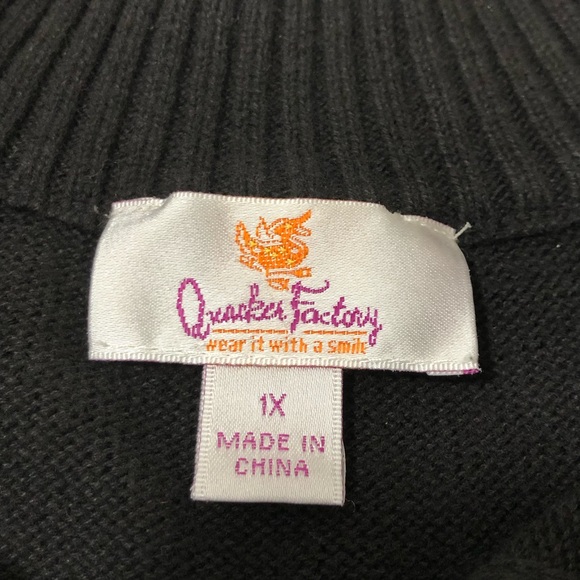 Quacker Factory
wear it with a smile
1X
MADE IN
CHINA